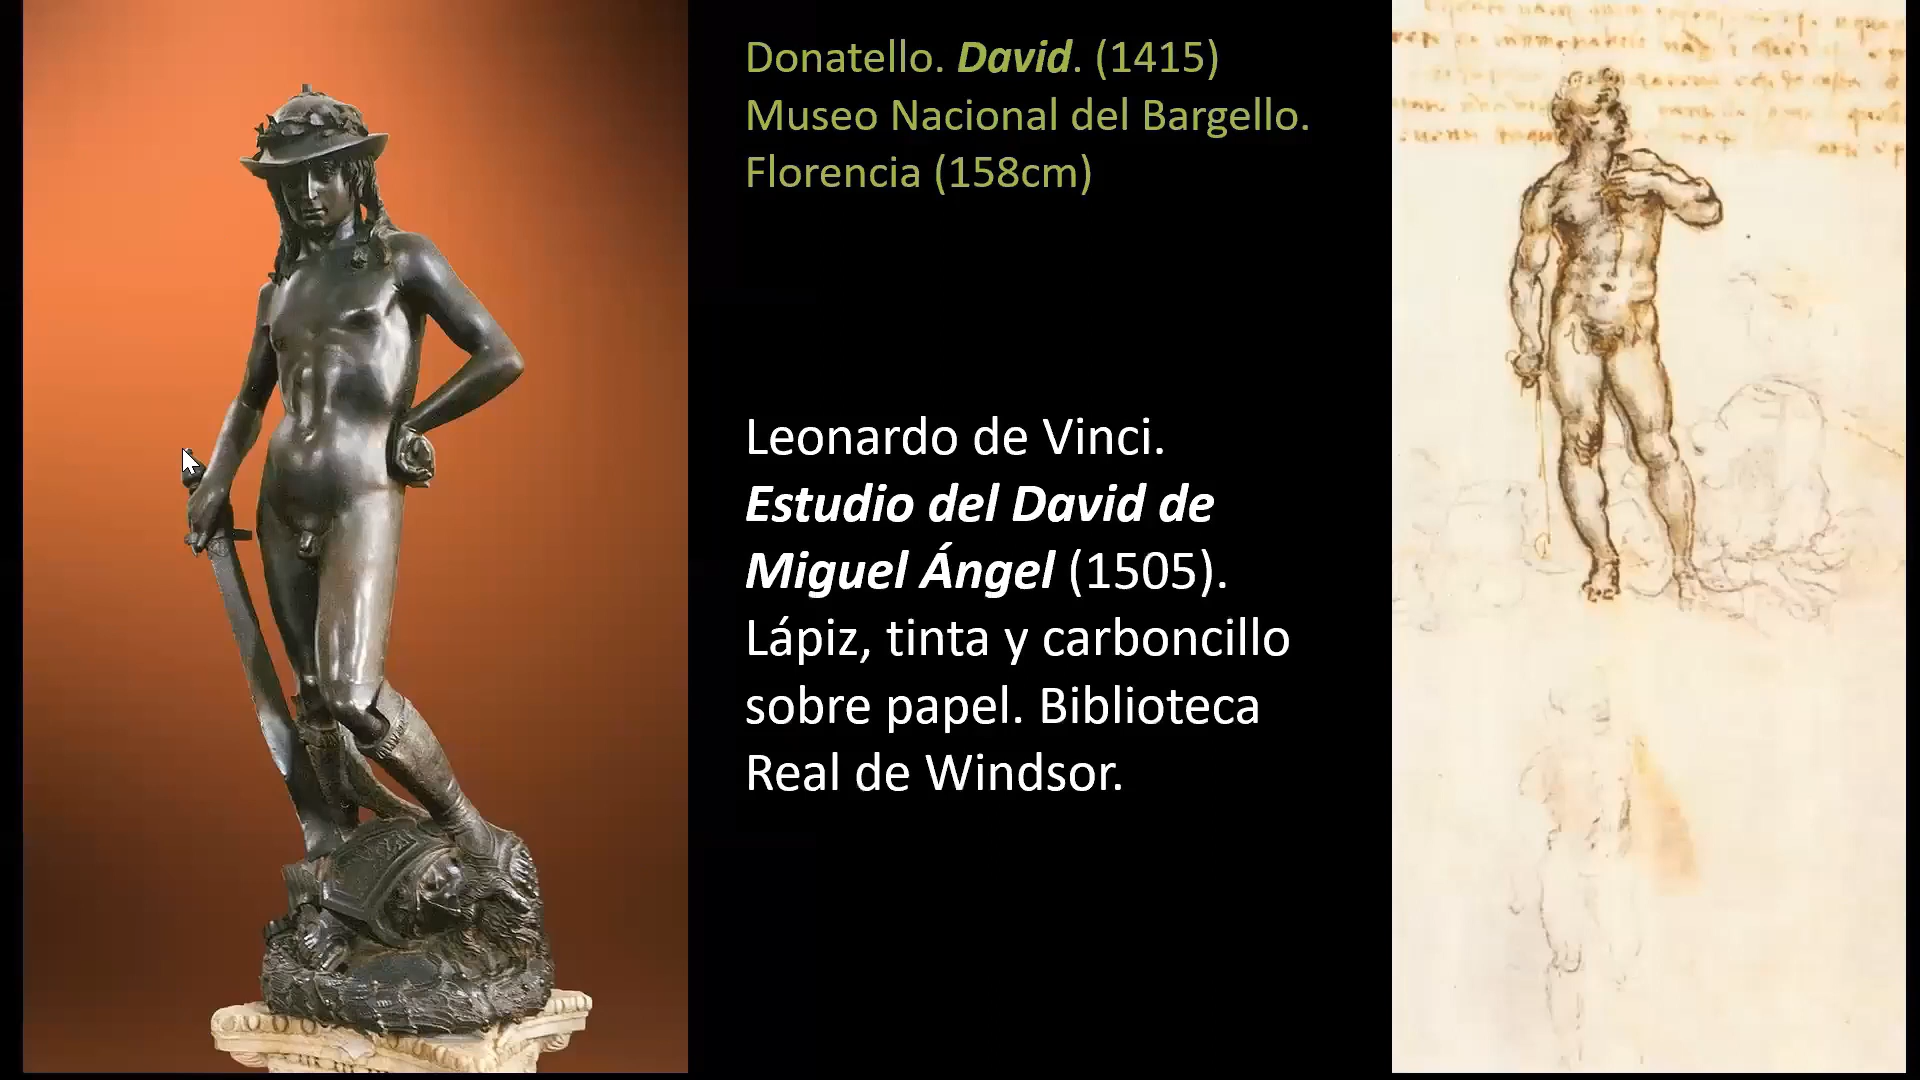 Donatello. David. (1415)
Museo Nacional del Bargello.
Florencia (158cm)
Leonardo de Vinci.
Estudio del David de
Miguel Ángel (1505).
Lápiz, tinta y carboncillo
sobre papel. Biblioteca
Real de Windsor.